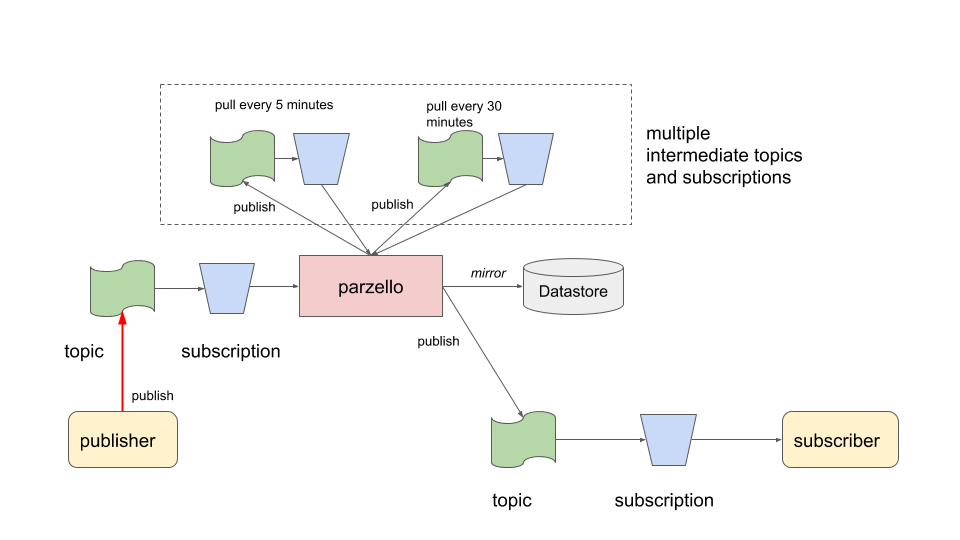 pull every 5 minutes
pull every 30
minutes
multiple
intermediate topics
and subscriptions
publish
publish
mirror
parzello
Datastore
topic
subscription
publish
publish
publisher
subscriber
topic
subscription